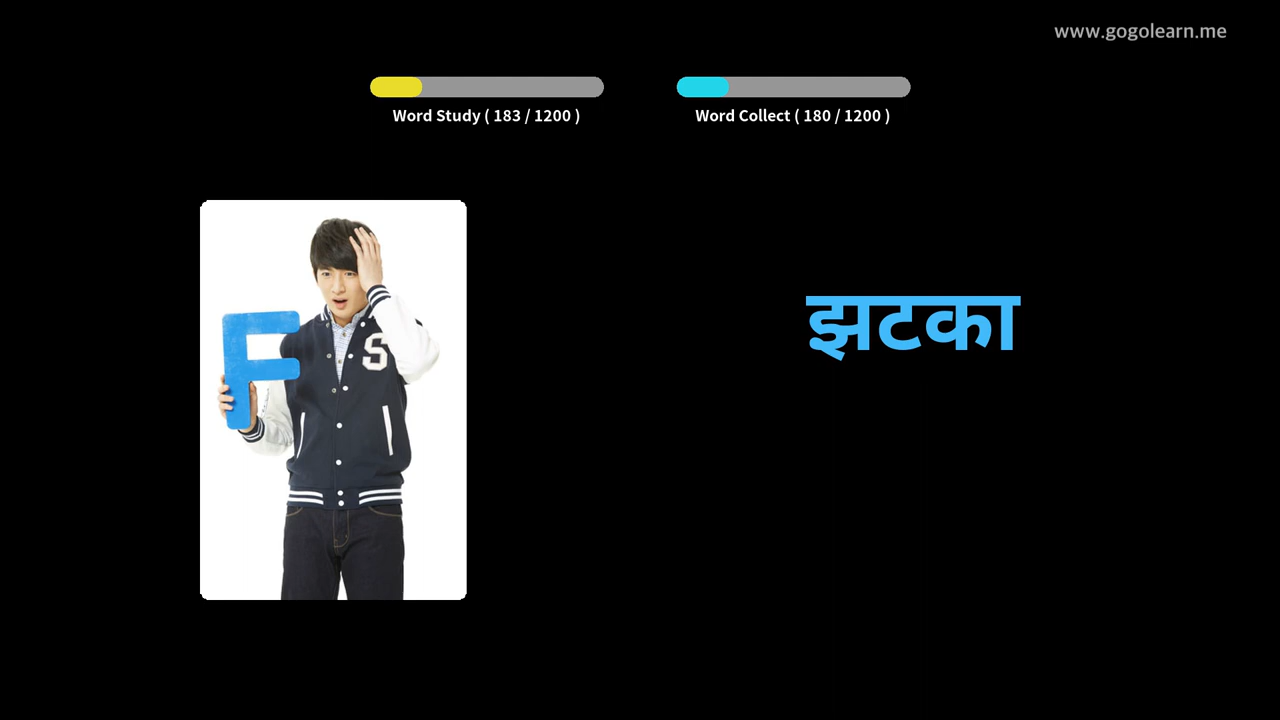 www.gogolearn.me
Word Study ( 183 / 1200 )
Word Collect ( 180 / 1200 )
F
S
झटका